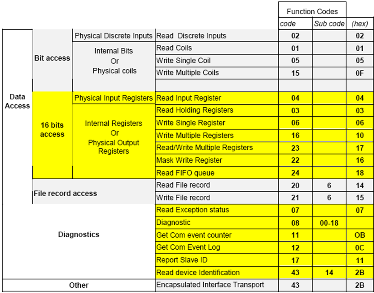 Function Codes
code Sub code (hex)
Data Access
Bit access
Physical Discrete Inputs Read Discrete Inputs 02 02
Internal Bits
Or
Physical coils
Read Coils 01 01
Write Single Coil 05 05
Write Multiple Coils 15 0F
16 bits access
Physical Input Registers Read Input Register 04 04
Internal Registers
Or
Physical Output
Registers
Read Holding Registers 03 03
Write Single Register 06 06
Write Multiple Registers 16 10
Read/Write Multiple Registers 23 17
Mask Write Register 22 16
Read FIFO queue 24 18
File record access
Read File record 20 6 14
Write File record 21 6 15
Diagnostics
Read Exception status 07 07
Diagnostic 08 00-18
Get Com event counter 11 OB
Get Com Event Log 12 0C
Report Slave ID 17 11
Read device Identification 43 14 2B
Other Encapsulated Interface Transport 43 2B